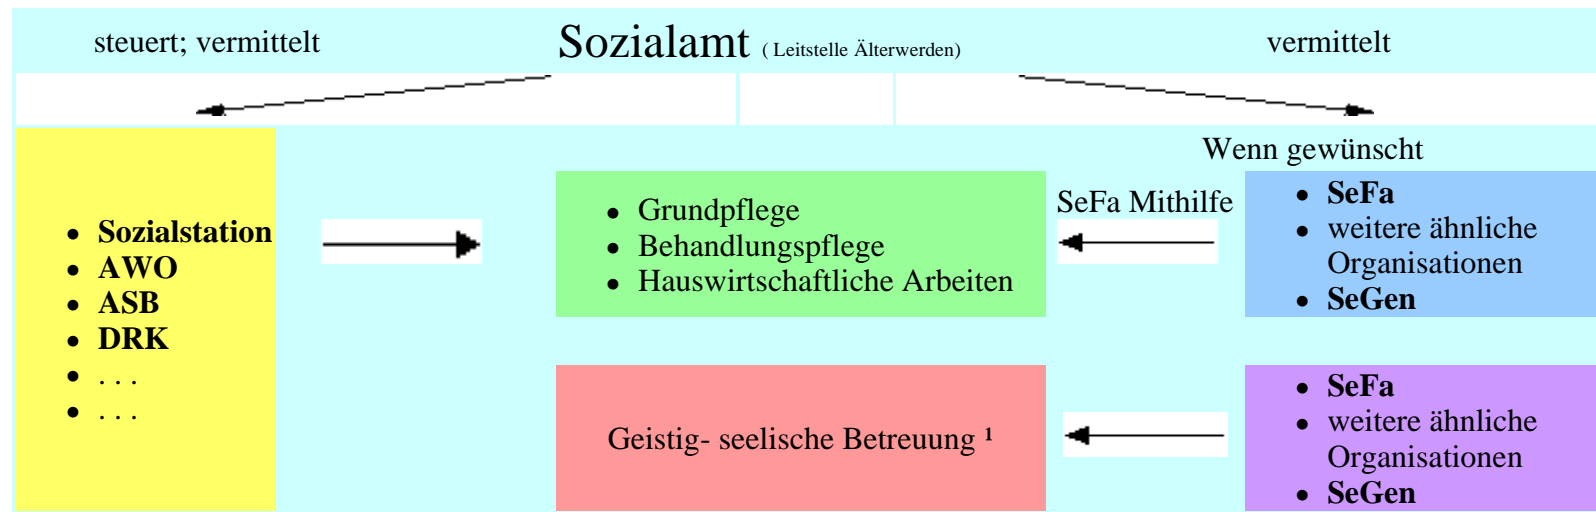 steuert; vermittelt
Sozialamt ( Leitstelle Älterwerden)
vermittelt
Wenn gewünscht
• Sozialstation
• AWO
• ASB
• DRK
• . . .
• . . .
• Grundpflege
• Behandlungspflege
• Hauswirtschaftliche Arbeiten
SeFa Mithilfe
• SeFa
• weitere ähnliche
Organisationen
• SeGen
Geistig- seelische Betreuung ¹
• SeFa
• weitere ähnliche
Organisationen
• SeGen